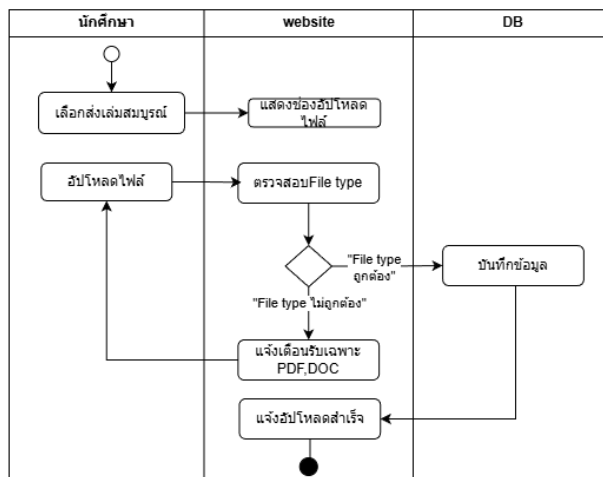 นักศึกษา
website
DB
เลือกส่งเล่มสมบูรณ์
แสดงช่องอัปโหลด
ไฟล์
อัปโหลดไฟล์
ตรวจสอบFile type
"File type
ถูกต้อง"
บันทึกข้อมูล
"File type ไม่ถูกต้อง"
แจ้งเตือนรับเฉพาะ
PDF,DOC
แจ้งอัปโหลดสำเร็จ